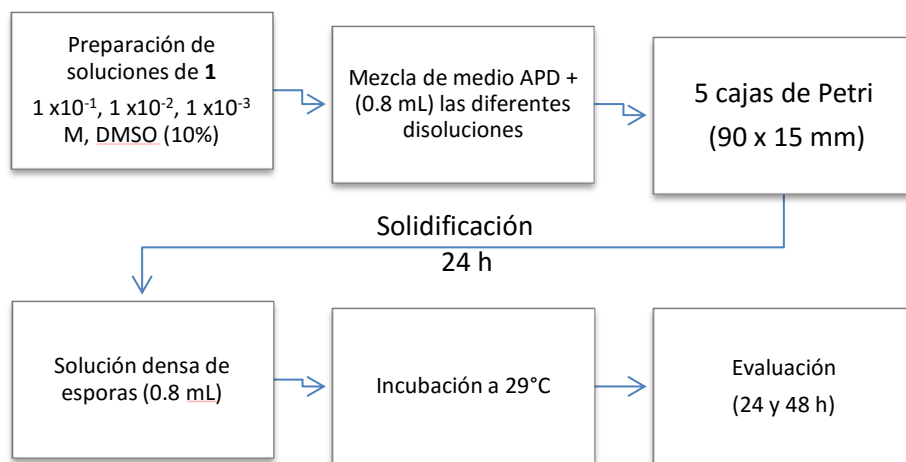 Preparación de
soluciones de 1
1 x10⁻¹, 1 x10⁻², 1 x10⁻³
M, DMSO (10%)
Mezcla de medio APD +
(0.8 mL) las diferentes
disoluciones
5 cajas de Petri
(90 x 15 mm)
Solidificación
24 h
Solución densa de
esporas (0.8 mL)
Incubación a 29°C
Evaluación
(24 y 48 h)